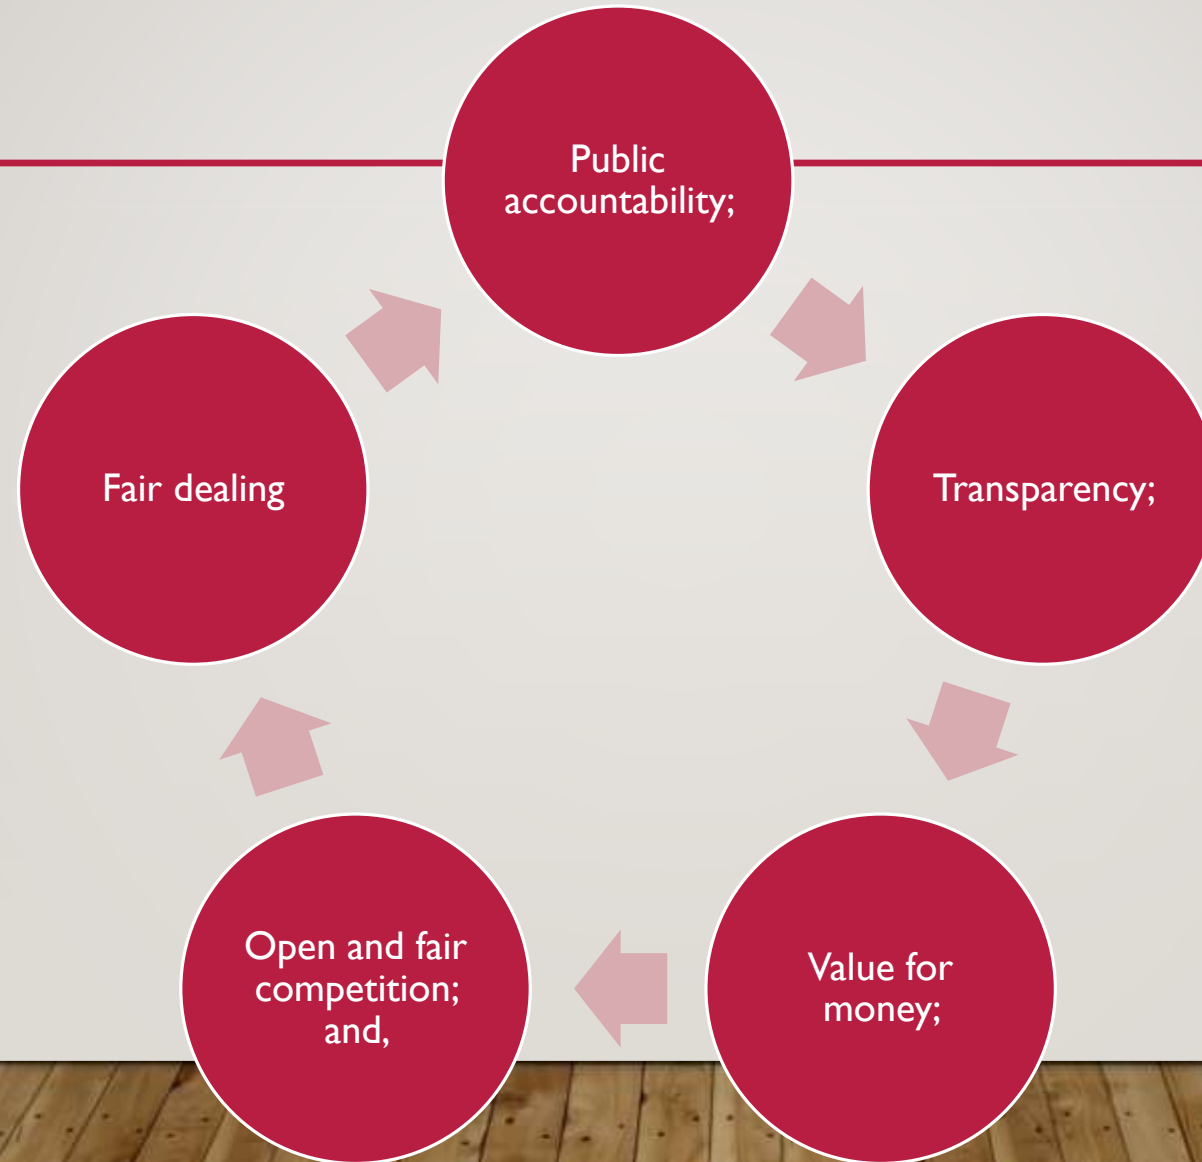 Public
accountability;
Transparency;
Value for
money;
Open and fair
competition;
and,
Fair dealing